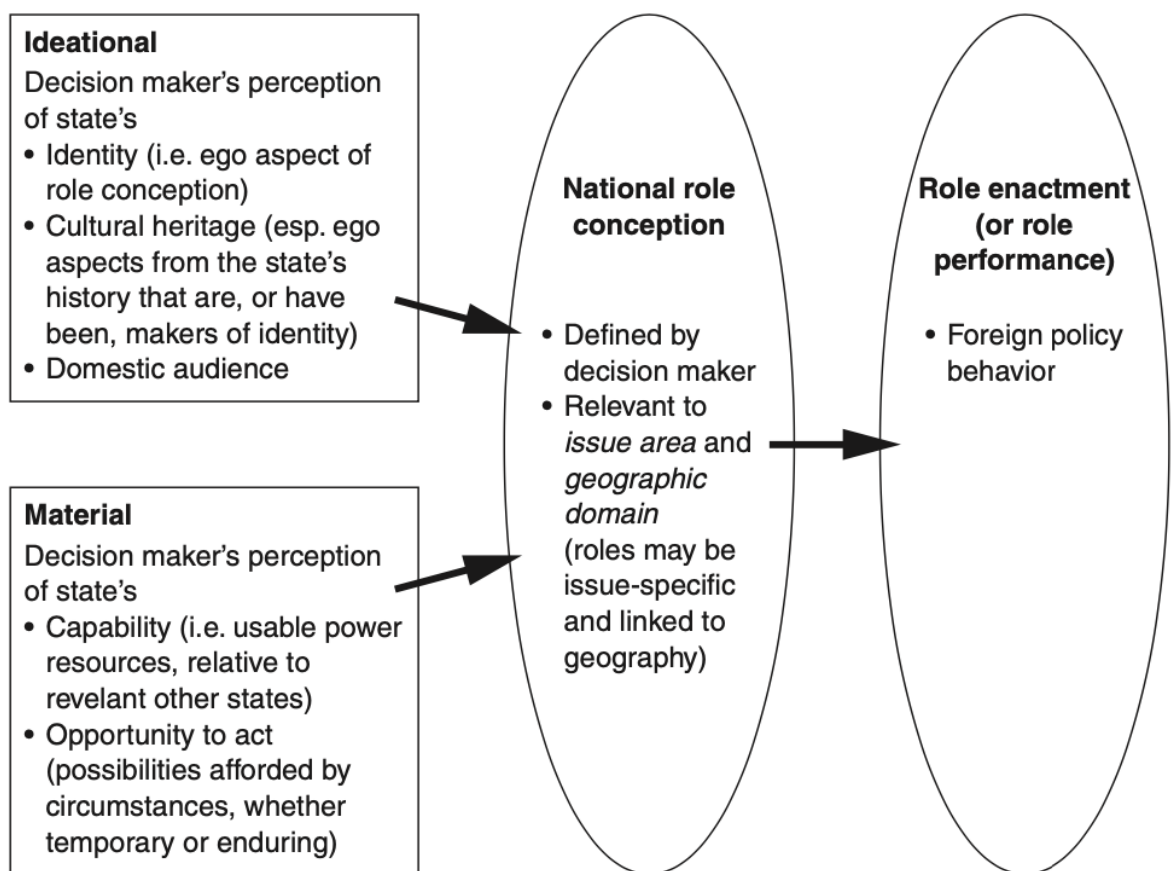 Ideational
Decision maker's perception
of state's
• Identity (i.e. ego aspect of
role conception)
• Cultural heritage (esp. ego
aspects from the state's
history that are, or have
been, makers of identity)
• Domestic audience
Material
Decision maker's perception
of state's
• Capability (i.e. usable power
resources, relative to
revelant other states)
• Opportunity to act
(possibilities afforded by
circumstances, whether
temporary or enduring)
National role
conception
• Defined by
decision maker
• Relevant to
issue area and
geographic
domain
(roles may be
issue-specific
and linked to
geography)
Role enactment
(or role
performance)
• Foreign policy
behavior